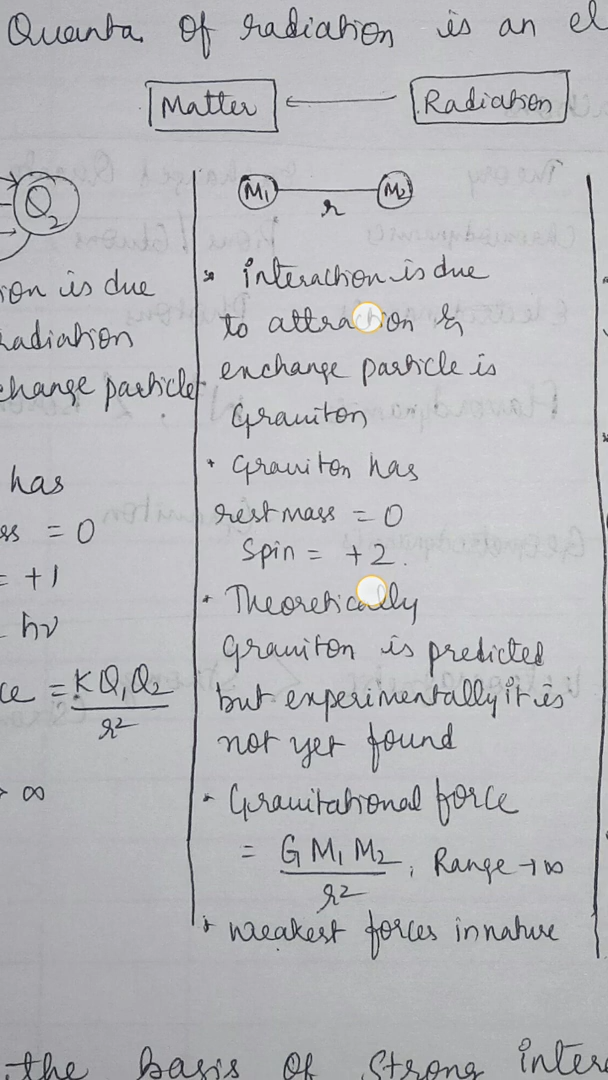 Quanta of radiation is an el
Matter
Radiation
Q2
ion is due
radiation
change particle
has
ss = 0
= +1
hν
ce = KQ1Q2
r2
→ ∞
M1
M2
r
* interaction is due
to attraction &
exchange particle is
Graviton
• Graviton has
rest mass = 0
Spin = +2.
• Theoretically
Graviton is predicted
but experimentally it is
not yet found
• Gravitational force
= G M1 M2, Range → ∞
r2
• weakest forces in nature
the basis of strong inter